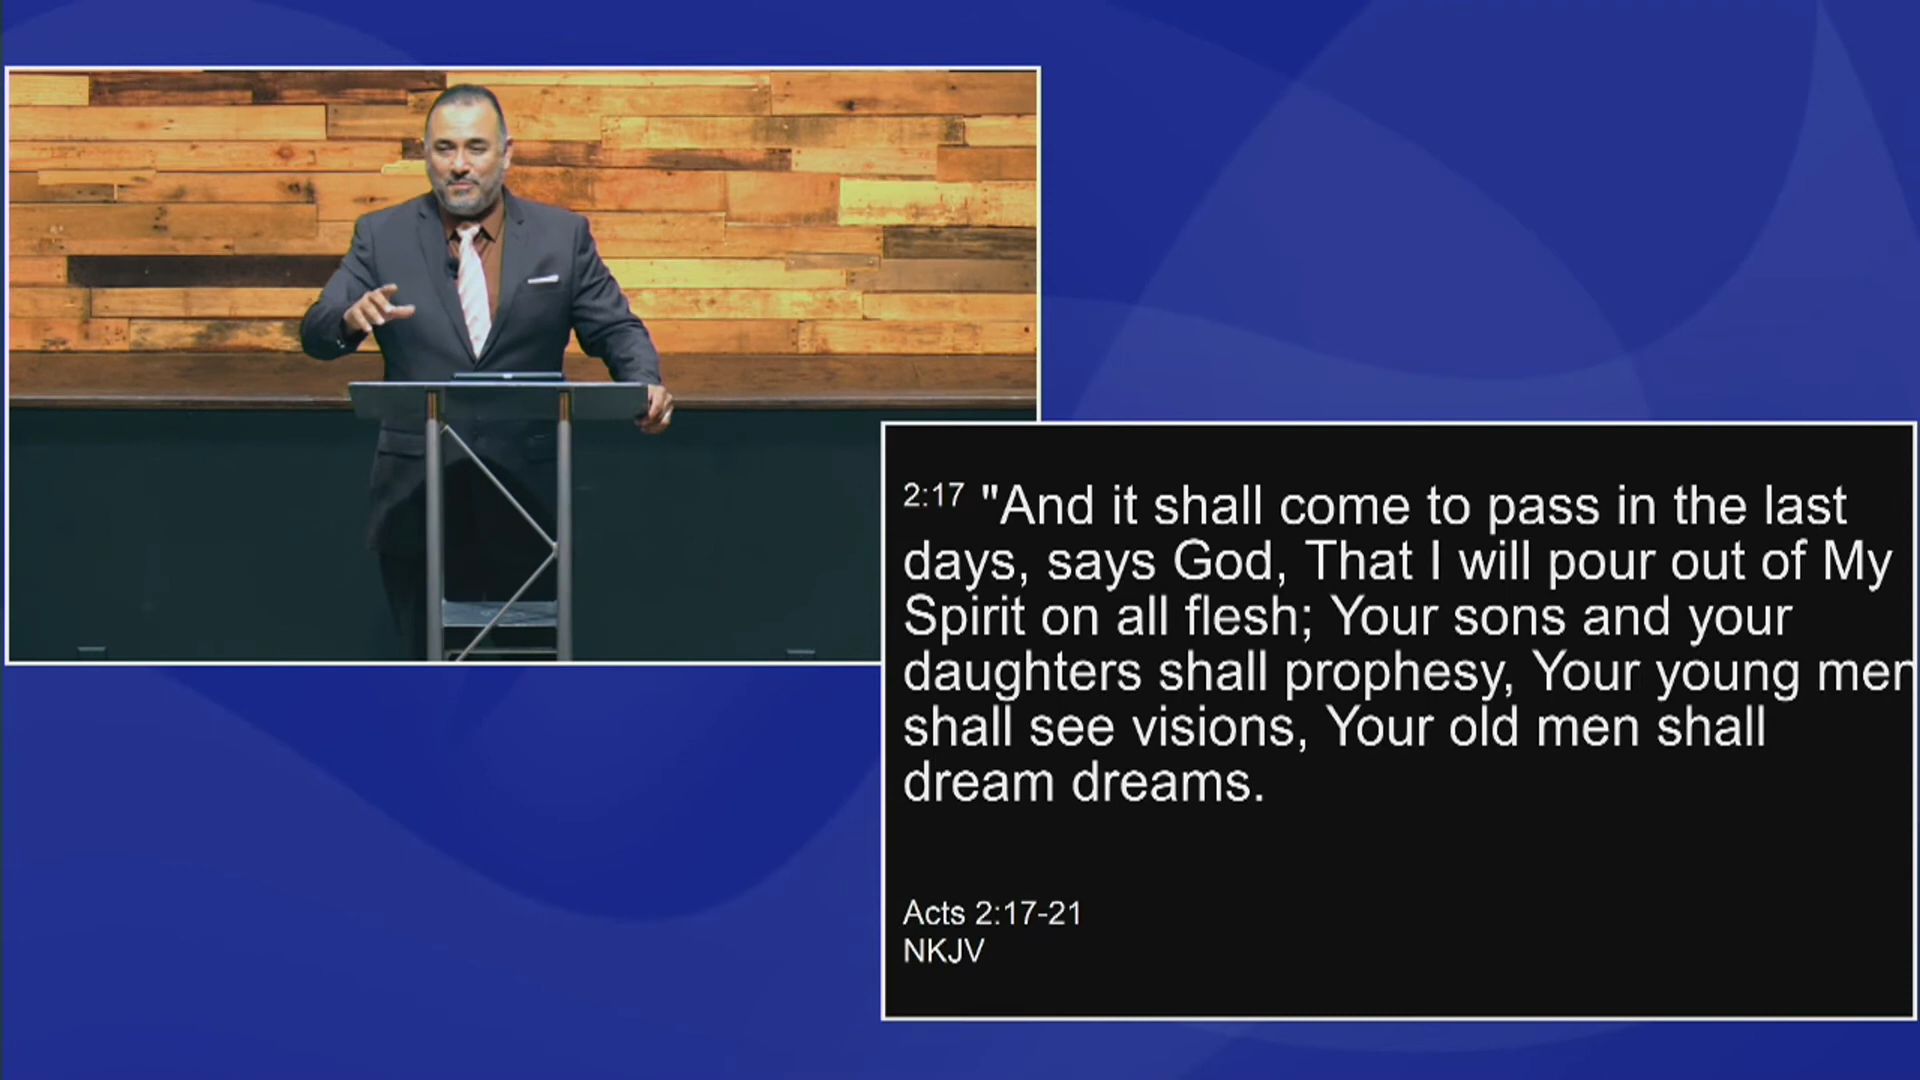 2:17 "And it shall come to pass in the last
days, says God, That I will pour out of My
Spirit on all flesh; Your sons and your
daughters shall prophesy, Your young men
shall see visions, Your old men shall
dream dreams.
Acts 2:17-21
NKJV